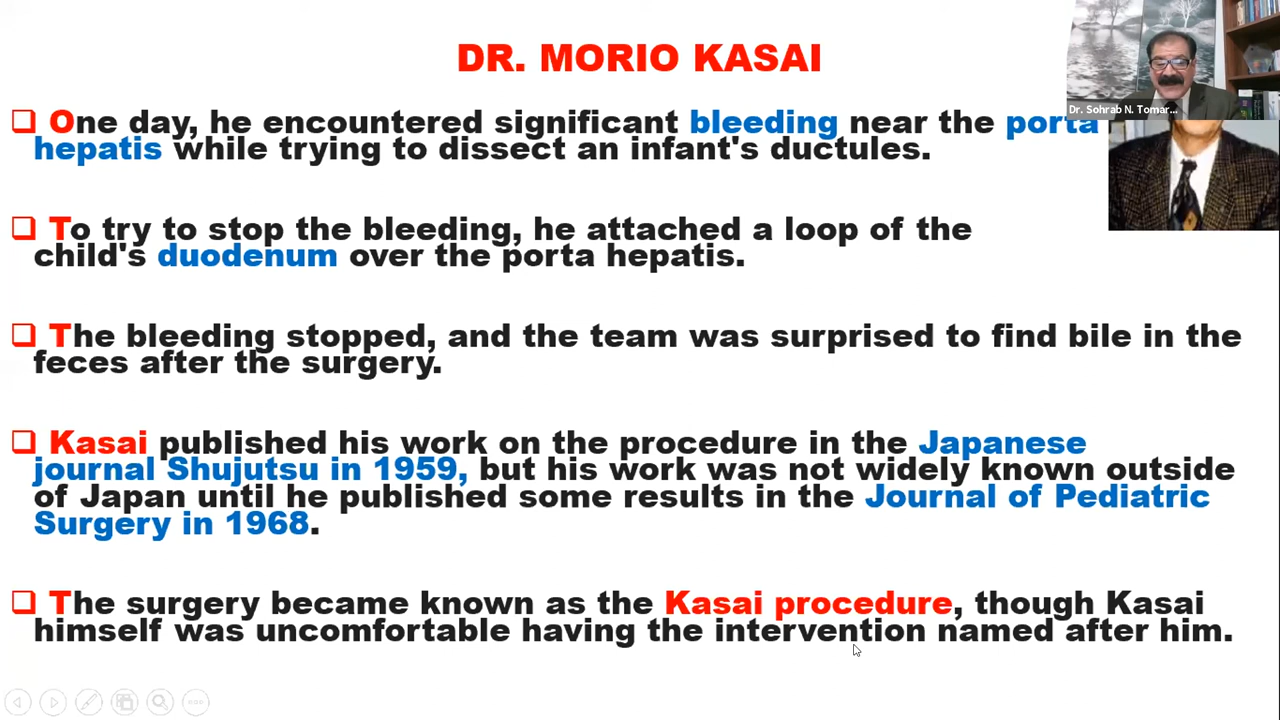 DR. MORIO KASAI
Dr. Sohrab N. Tomar...
One day, he encountered significant bleeding near the porta
hepatis while trying to dissect an infant's ductules.
To try to stop the bleeding, he attached a loop of the
child's duodenum over the porta hepatis.
The bleeding stopped, and the team was surprised to find bile in the
feces after the surgery.
Kasai published his work on the procedure in the Japanese
journal Shujutsu in 1959, but his work was not widely known outside
of Japan until he published some results in the Journal of Pediatric
Surgery in 1968.
The surgery became known as the Kasai procedure, though Kasai
himself was uncomfortable having the intervention named after him.